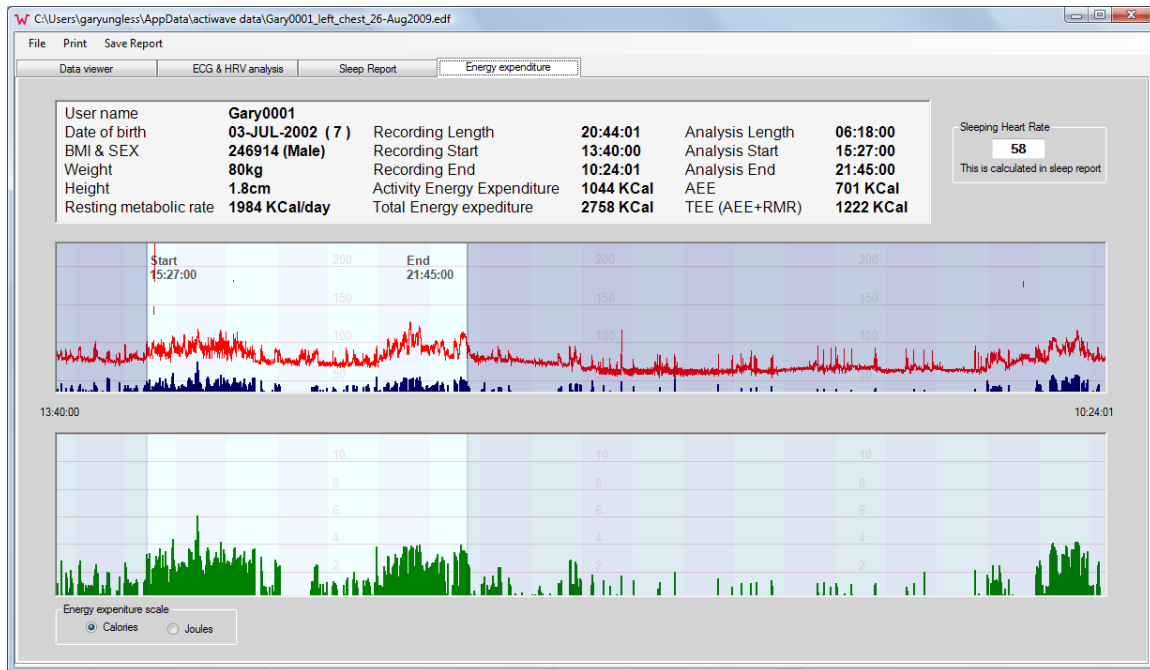 C:\Users\garyungless\AppData\actiwave data\Gary0001_left_chest_26-Aug2009.edf
File Print Save Report
Data viewer ECG & HRV analysis Sleep Report Energy expenditure
User name Gary0001
Date of birth 03-JUL-2002 ( 7 ) Recording Length 20:44:01 Analysis Length 06:18:00
BMI & SEX 246914 (Male) Recording Start 13:40:00 Analysis Start 15:27:00
Weight 80kg Recording End 10:24:01 Analysis End 21:45:00
Height 1.8cm Activity Energy Expenditure 1044 KCal AEE 701 KCal
Resting metabolic rate 1984 KCal/day Total Energy expediture 2758 KCal TEE (AEE+RMR) 1222 KCal
Sleeping Heart Rate
58
This is calculated in sleep report
Start 200 End 200 200
15:27:00 21:45:00
150 150 150
100 100 100
13:40:00 10:24:01
10 10 10
8 8 8
6 6 6
4 4 4
2 2 2
Energy expeniture scale
Calories Joules